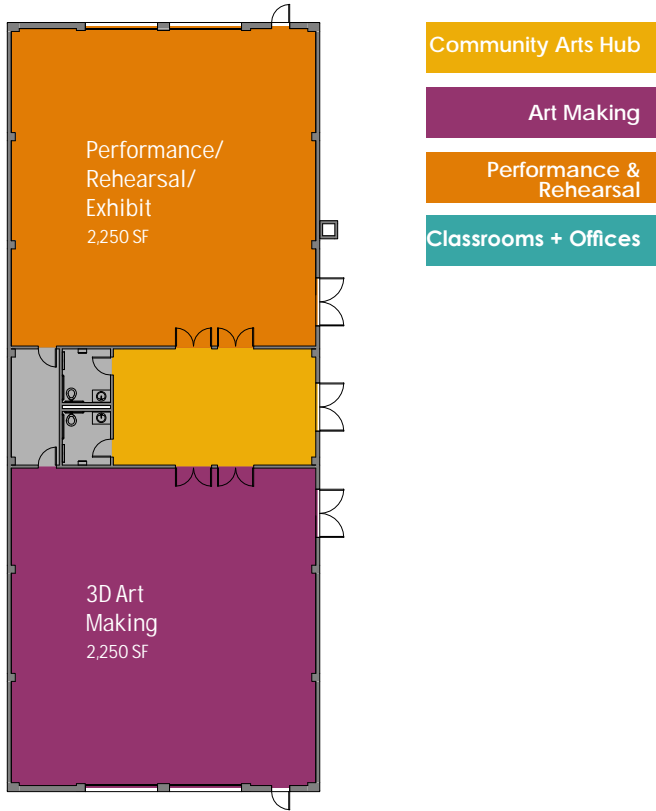 Performance/
Rehearsal/
Exhibit
2,250 SF
3D Art
Making
2,250 SF
Community Arts Hub
Art Making
Performance &
Rehearsal
Classrooms + Offices